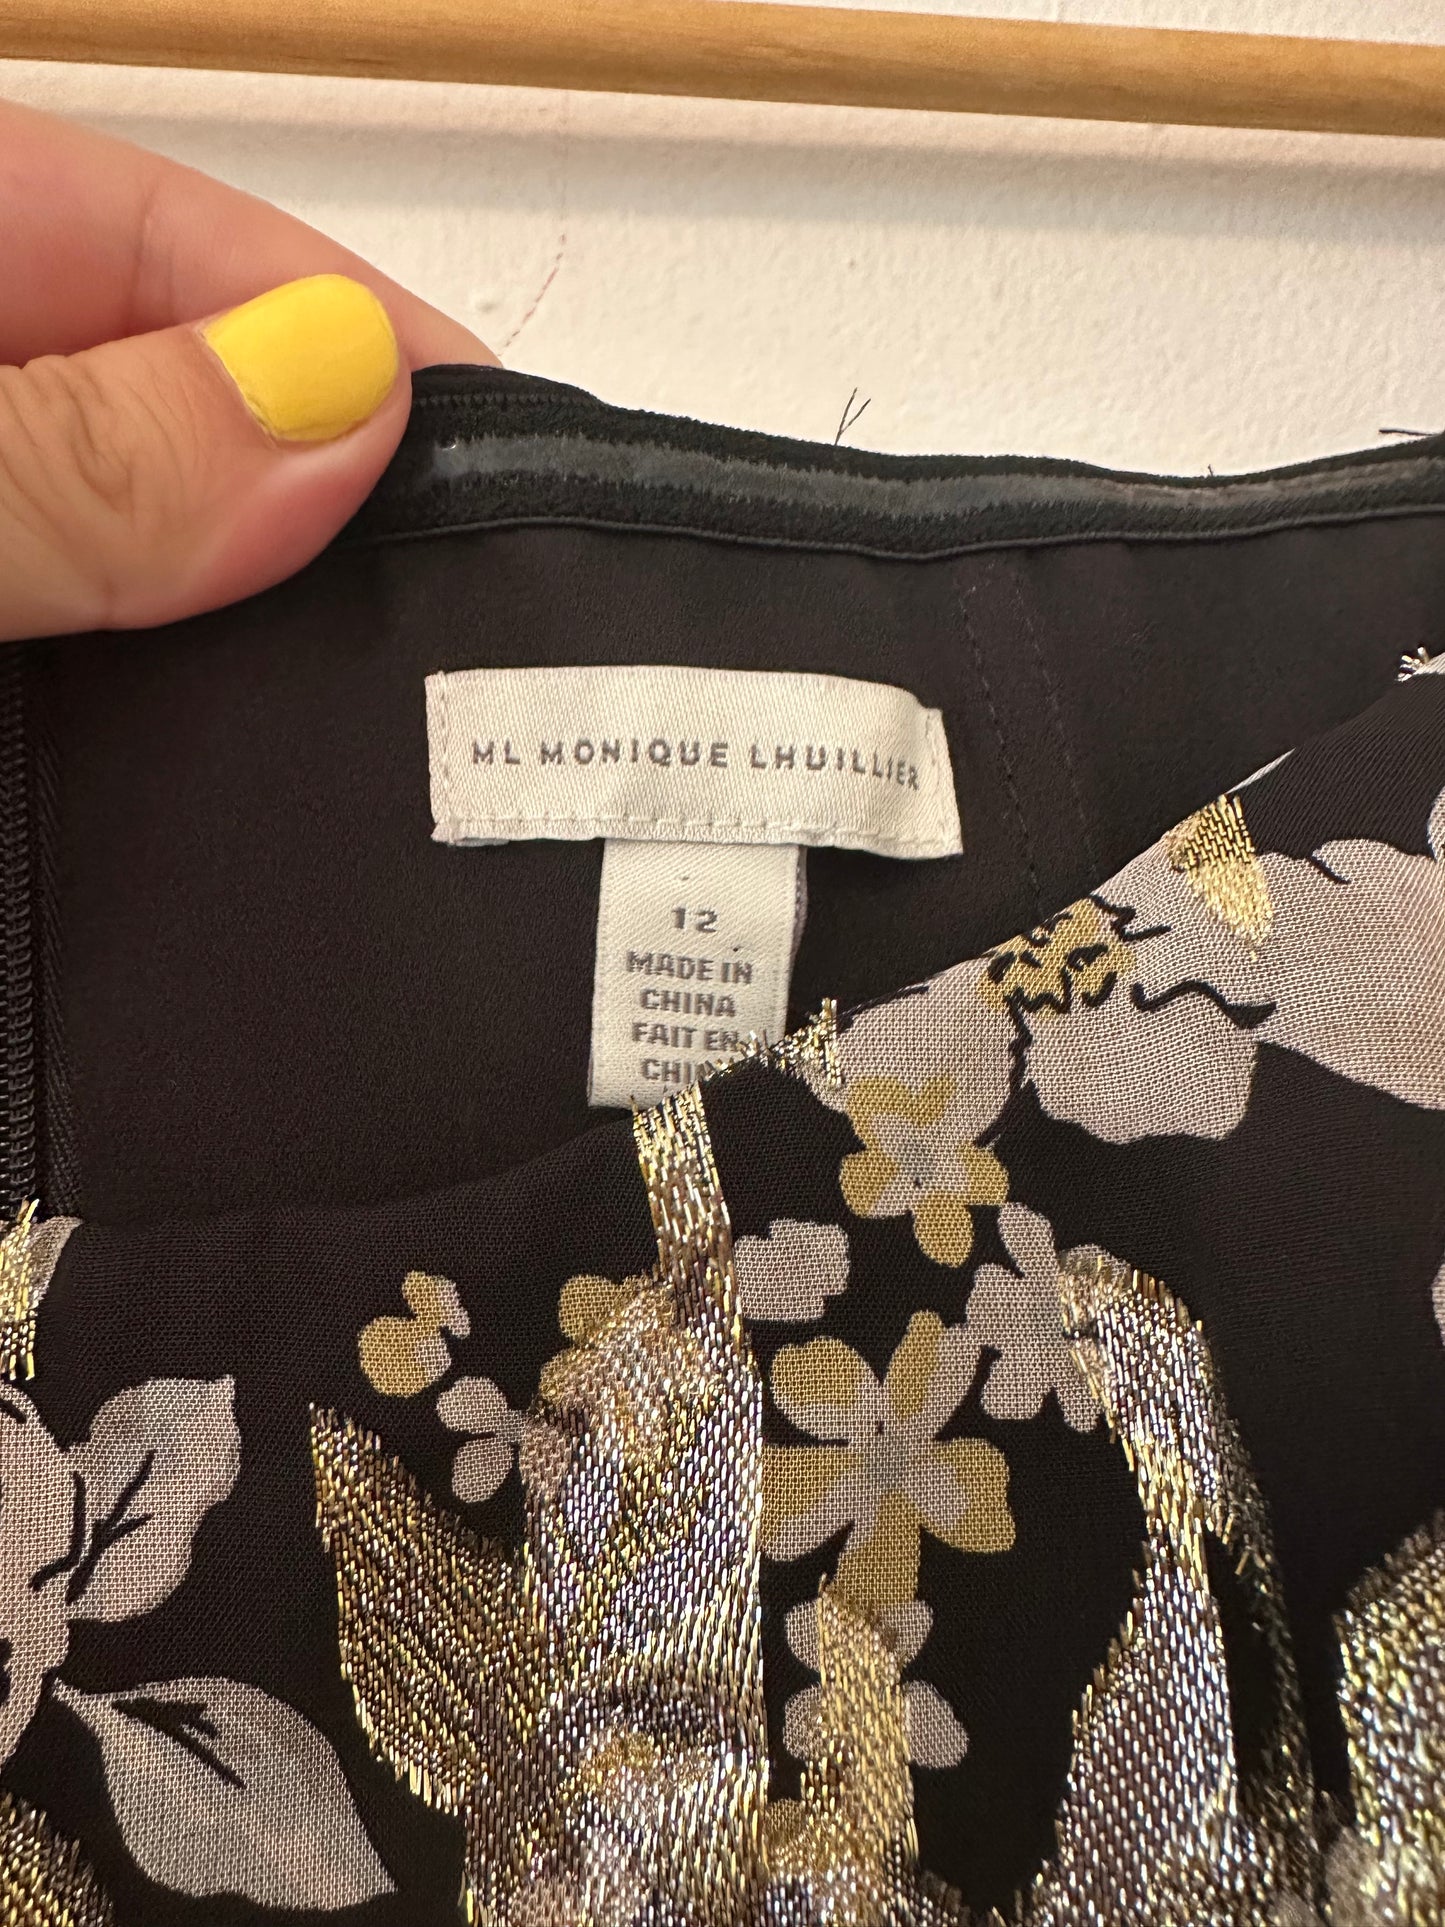 ML MONIQUE LHUILLIER
12
MADE IN
CHINA
FAIT EN